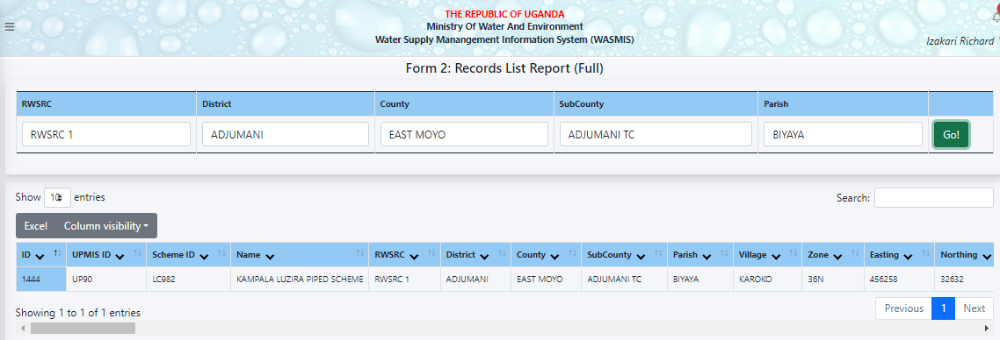 THE REPUBLIC OF UGANDA
Ministry Of Water And Environment
Water Supply Manangement Information System (WASMIS)
Izakari Richard
Form 2: Records List Report (Full)
RWSRC District County SubCounty Parish
RWSRC 1 ADJUMANI EAST MOYO ADJUMANI TC BIYAYA Go!
Show 10 entries Search:
Excel Column visibility
ID UPMIS ID Scheme ID Name RWSRC District County SubCounty Parish Village Zone Easting Northing
1444 UP90 LC982 KAMPALA LUZIRA PIPED SCHEME RWSRC 1 ADJUMANI EAST MOYO ADJUMANI TC BIYAYA KAROKO 36N 456258 32632
Showing 1 to 1 of 1 entries Previous 1 Next